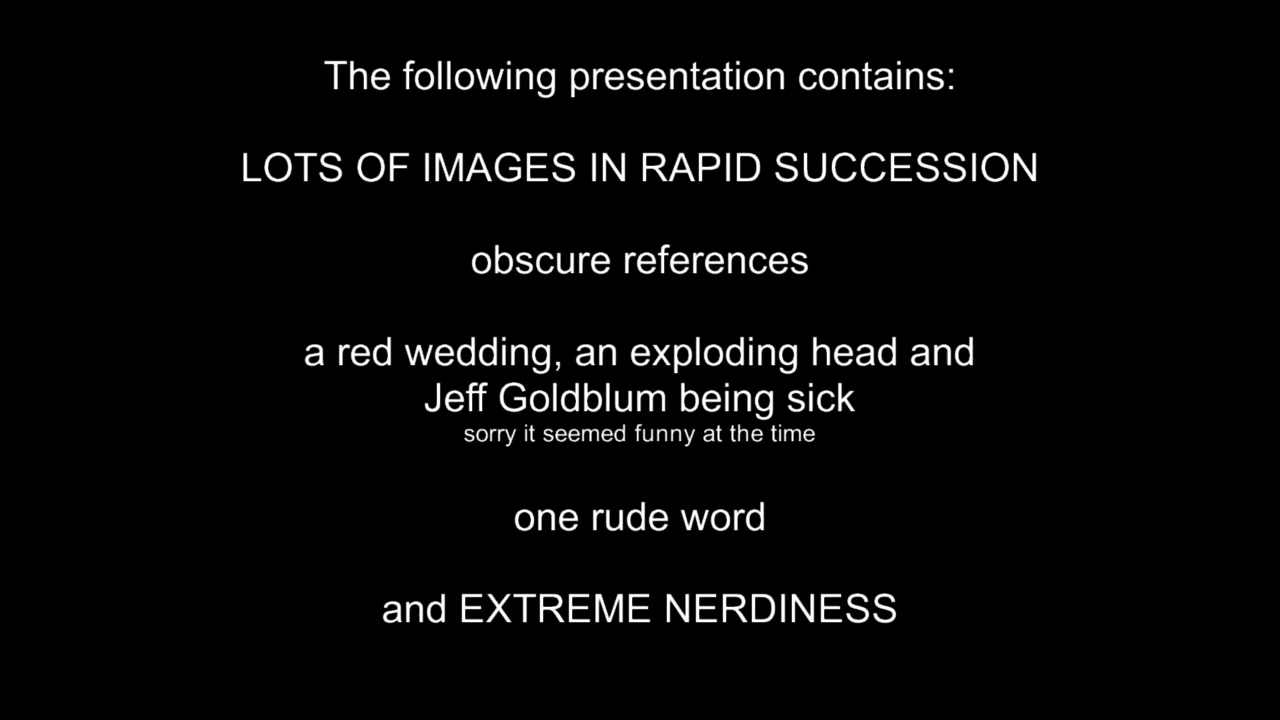 The following presentation contains:
LOTS OF IMAGES IN RAPID SUCCESSION
obscure references
a red wedding, an exploding head and
Jeff Goldblum being sick
sorry it seemed funny at the time
one rude word
and EXTREME NERDINESS